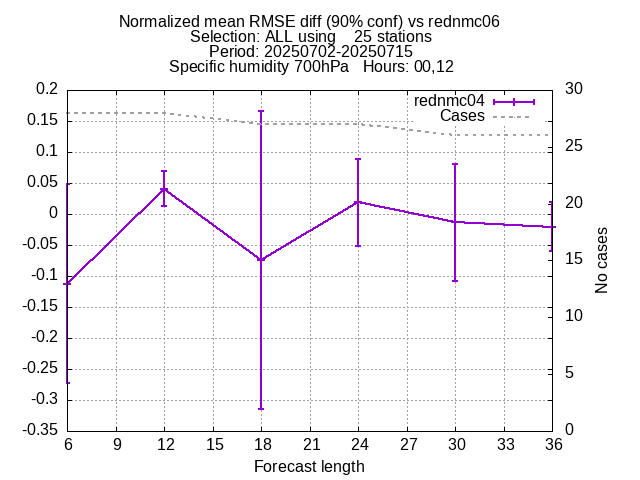 Normalized mean RMSE diff (90% conf) vs rednmc06
Selection: ALL using    25 stations
Period: 20250702-20250715
Specific humidity 700hPa   Hours: 00,12
rednmc04
Cases
0.2
0.15
0.1
0.05
0
-0.05
-0.1
-0.15
-0.2
-0.25
-0.3
-0.35
30
25
20
15
10
5
0
No cases
6 9 12 15 18 21 24 27 30 33 36
Forecast length